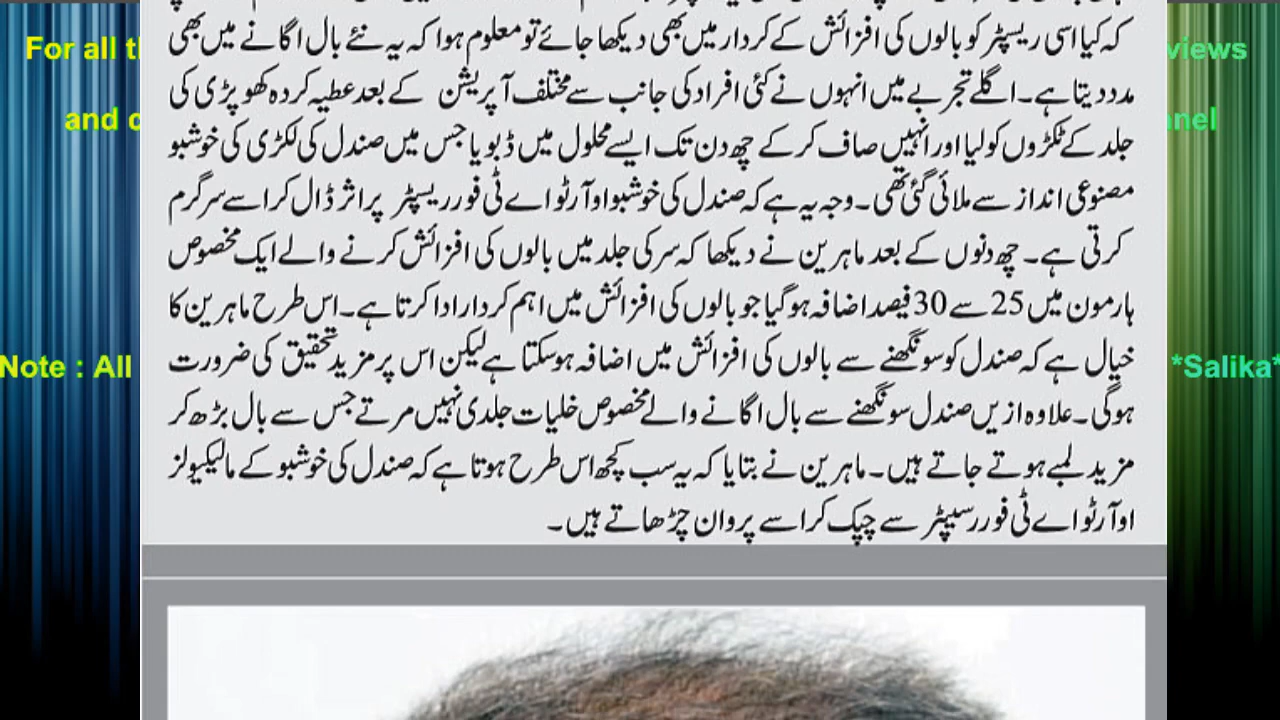 کہ کیا اسی ریسپٹر کو بالوں کی افزائش کے کردار میں بھی دیکھا جائے تو معلوم ہوا کہ یہ نئے بال اگانے میں بھی
مدد دیتا ہے۔ اگلے تجربے میں انہوں نے کئی افراد کی جانب سے مختلف آپریشن کے بعد عطیہ کردہ کھوپڑی کی
جلد کے ٹکڑوں کو لیا اور انہیں صاف کر کے چھ دن تک ایسے محلول میں ڈبو یا جس میں صندل کی لکڑی کی خوشبو
مصنوعی انداز سے ملائی گئی تھی۔ وجہ یہ ہے کہ صندل کی خوشبو او آر ٹو اے ٹی فور ریسپٹر پر اثر ڈال کر اسے سرگرم
کرتی ہے۔ چھ دنوں کے بعد ماہرین نے دیکھا کہ سر کی جلد میں بالوں کی افزائش کرنے والے ایک مخصوص
ہارمون میں 25 سے 30 فیصد اضافہ ہو گیا جو بالوں کی افزائش میں اہم کردار ادا کرتا ہے۔ اس طرح ماہرین کا
خیال ہے کہ صندل کو سونگھنے سے بالوں کی افزائش میں اضافہ ہو سکتا ہے لیکن اس پر مزید تحقیق کی ضرورت
ہو گی۔ علاوہ ازیں صندل سونگھنے سے بال اگانے والے مخصوص خلیات جلدی نہیں مرتے جس سے بال بڑھ کر
مزید لمبے ہوتے جاتے ہیں۔ ماہرین نے بتایا کہ یہ سب کچھ اس طرح ہوتا ہے کہ صندل کی خوشبو کے مالیکیولز
او آر ٹو اے ٹی فور رسیپٹر سے چپک کر اسے پروان چڑھاتے ہیں۔
For all
views
and
Note : All
*Salika*